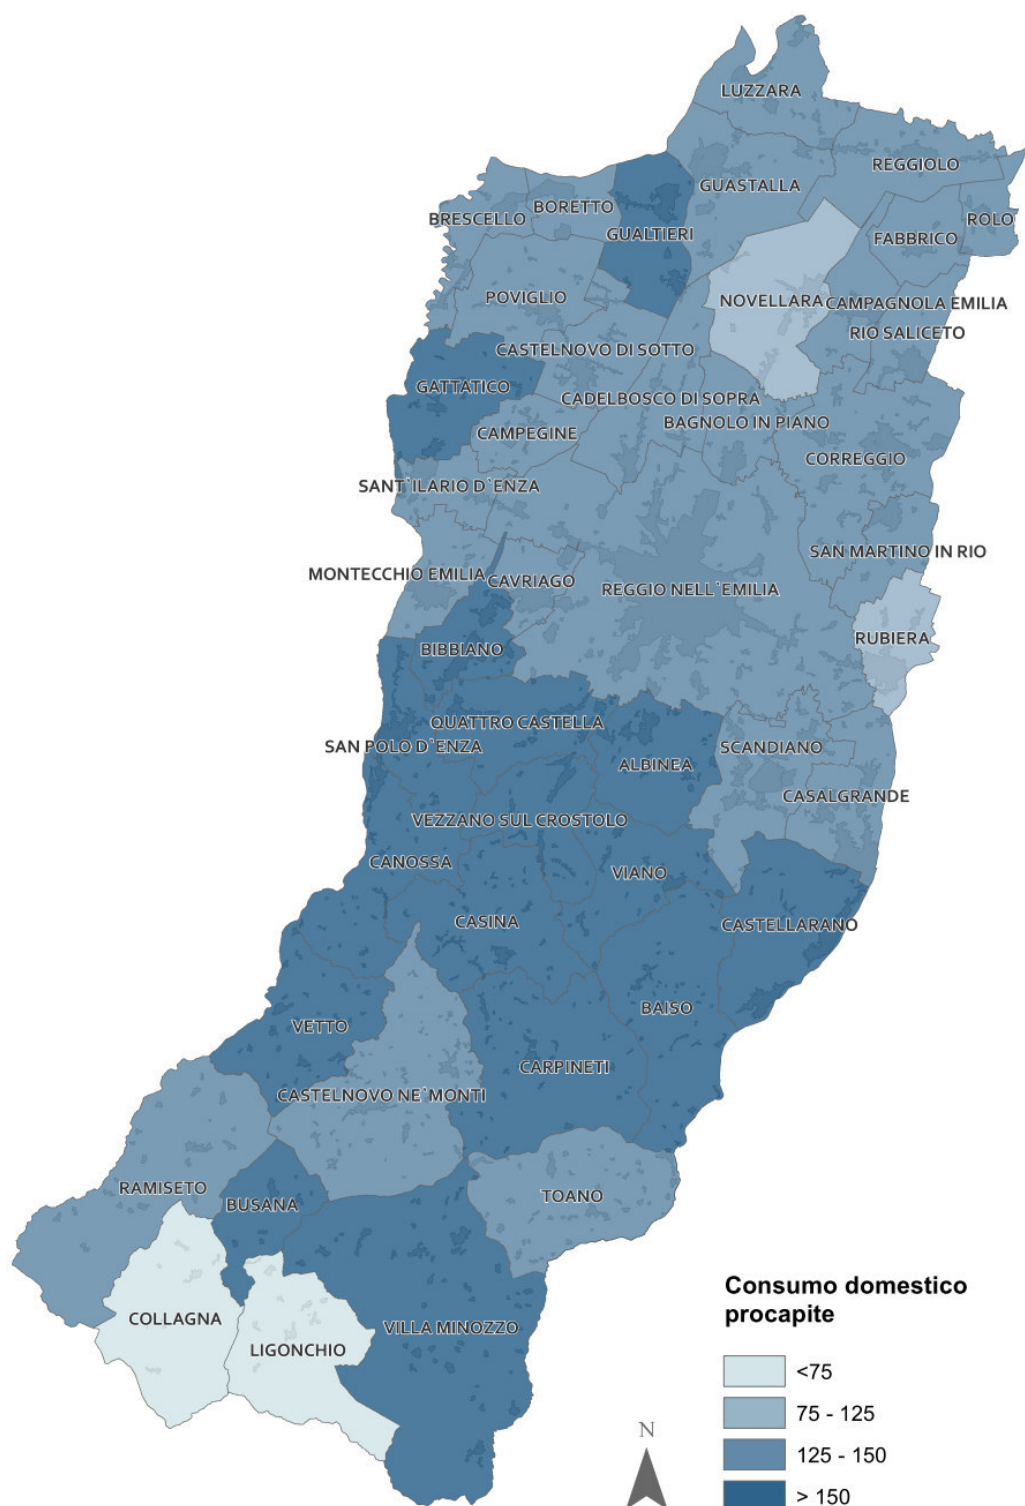 LUZZARA
REGGIOLO
GUASTALLA
BRESCELLO
BORETTO
GUALTIERI
FABBRICO
ROLO
POVIGLIO
NOVELLARA
CAMPAGNOLA EMILIA
RIO SALICETO
CASTELNOVO DI SOTTO
GATTATICO
CADELBOSCO DI SOPRA
BAGNOLO IN PIANO
CAMPEGINE
CORREGGIO
SANT`ILARIO D`ENZA
SAN MARTINO IN RIO
MONTECCHIO EMILIA
CAVRIAGO
REGGIO NELL`EMILIA
RUBIERA
BIBBIANO
QUATTRO CASTELLA
SAN POLO D`ENZA
SCANDIANO
ALBINEA
CASALGRANDE
VEZZANO SUL CROSTOLO
CANOSSA
VIANO
CASINA
CASTELLARANO
BAISO
VETTO
CARPINETI
CASTELNOVO NE`MONTI
RAMISETO
BUSANA
TOANO
COLLAGNA
VILLA MINOZZO
LIGONCHIO
Consumo domestico
procapite
<75
75 - 125
125 - 150
> 150
N